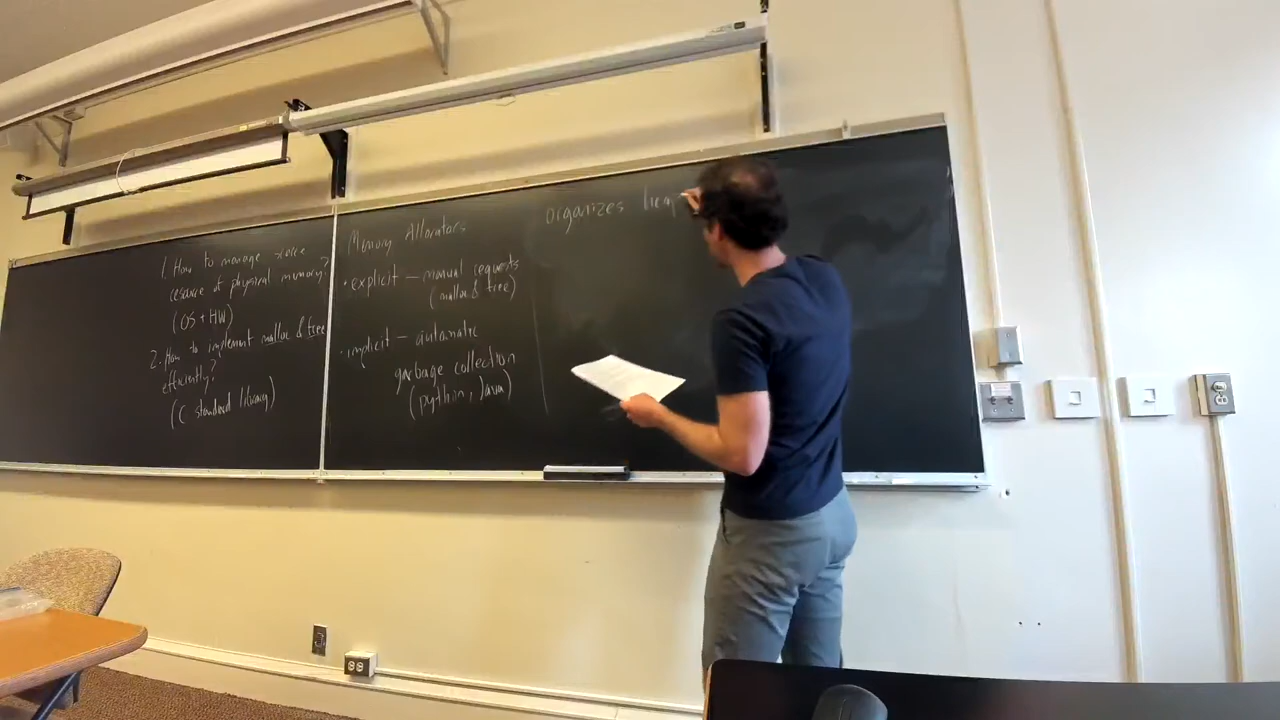 1. How to manage scarce
resource of physical memory?
(OS + HW)
2. How to implement malloc & free
efficiently?
(C standard library)
Memory Allocators
• explicit — manual requests
(malloc & free)
• implicit — automatic
garbage collection
(python, Java)
organizes heap